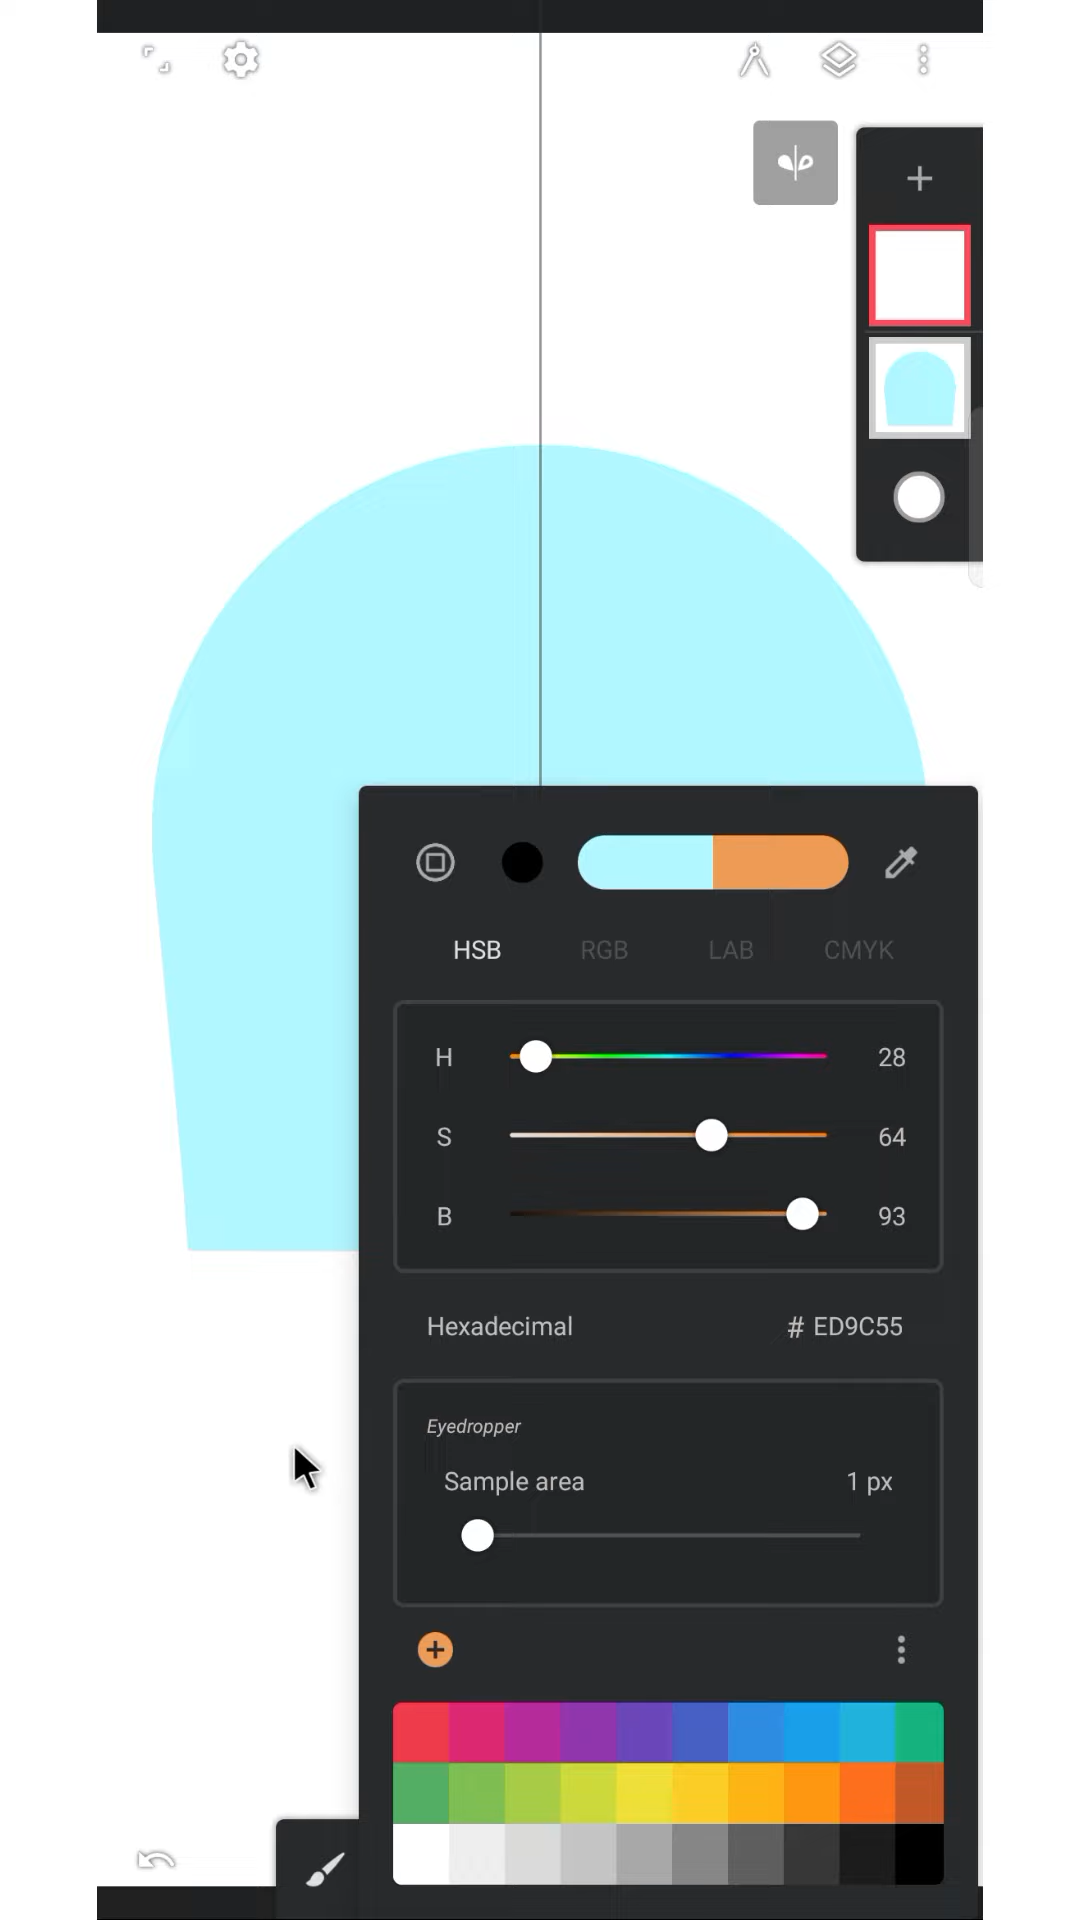 HSB RGB LAB CMYK
H 28
S 64
B 93
Hexadecimal # ED9C55
Eyedropper
Sample area 1 px